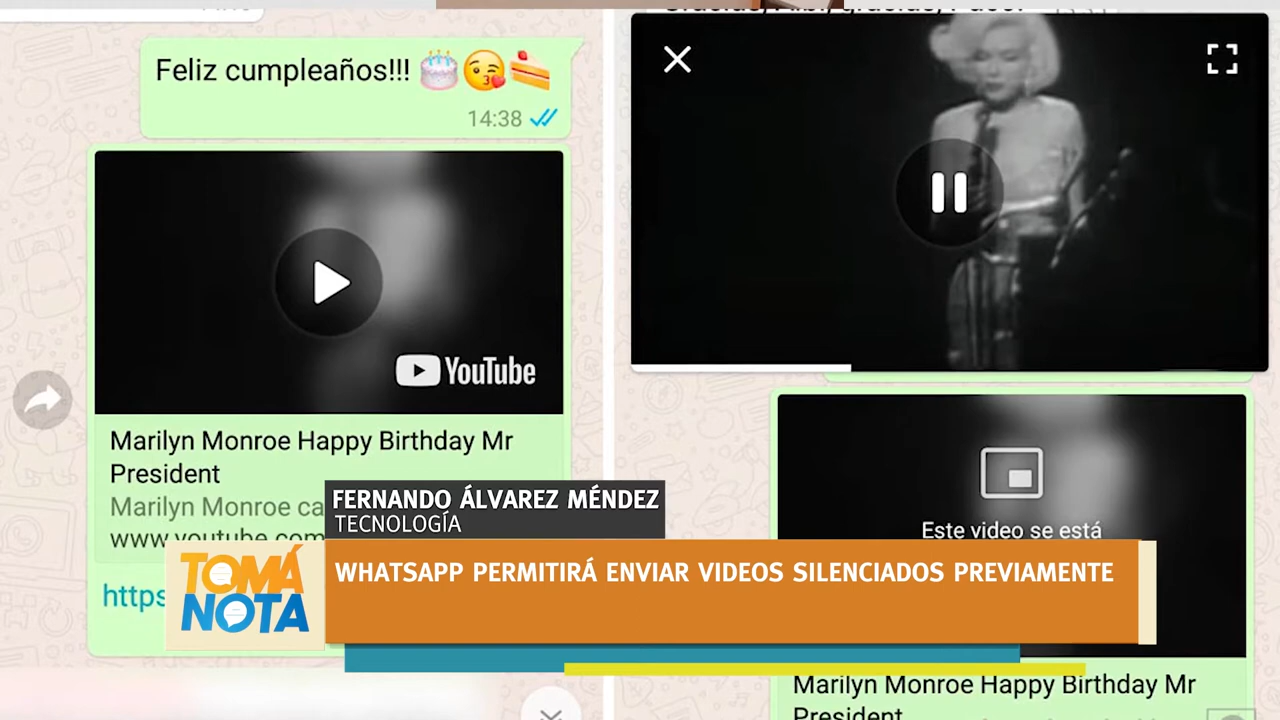 Feliz cumpleaños!!! 🎂😘🍰
14:38
YouTube
Marilyn Monroe Happy Birthday Mr
President
Marilyn Monroe ca
www.youtube.com
https
Este video se está
Marilyn Monroe Happy Birthday Mr
President
FERNANDO ÁLVAREZ MÉNDEZ
TECNOLOGÍA
TOMÁ
NOTA
WHATSAPP PERMITIRÁ ENVIAR VIDEOS SILENCIADOS PREVIAMENTE